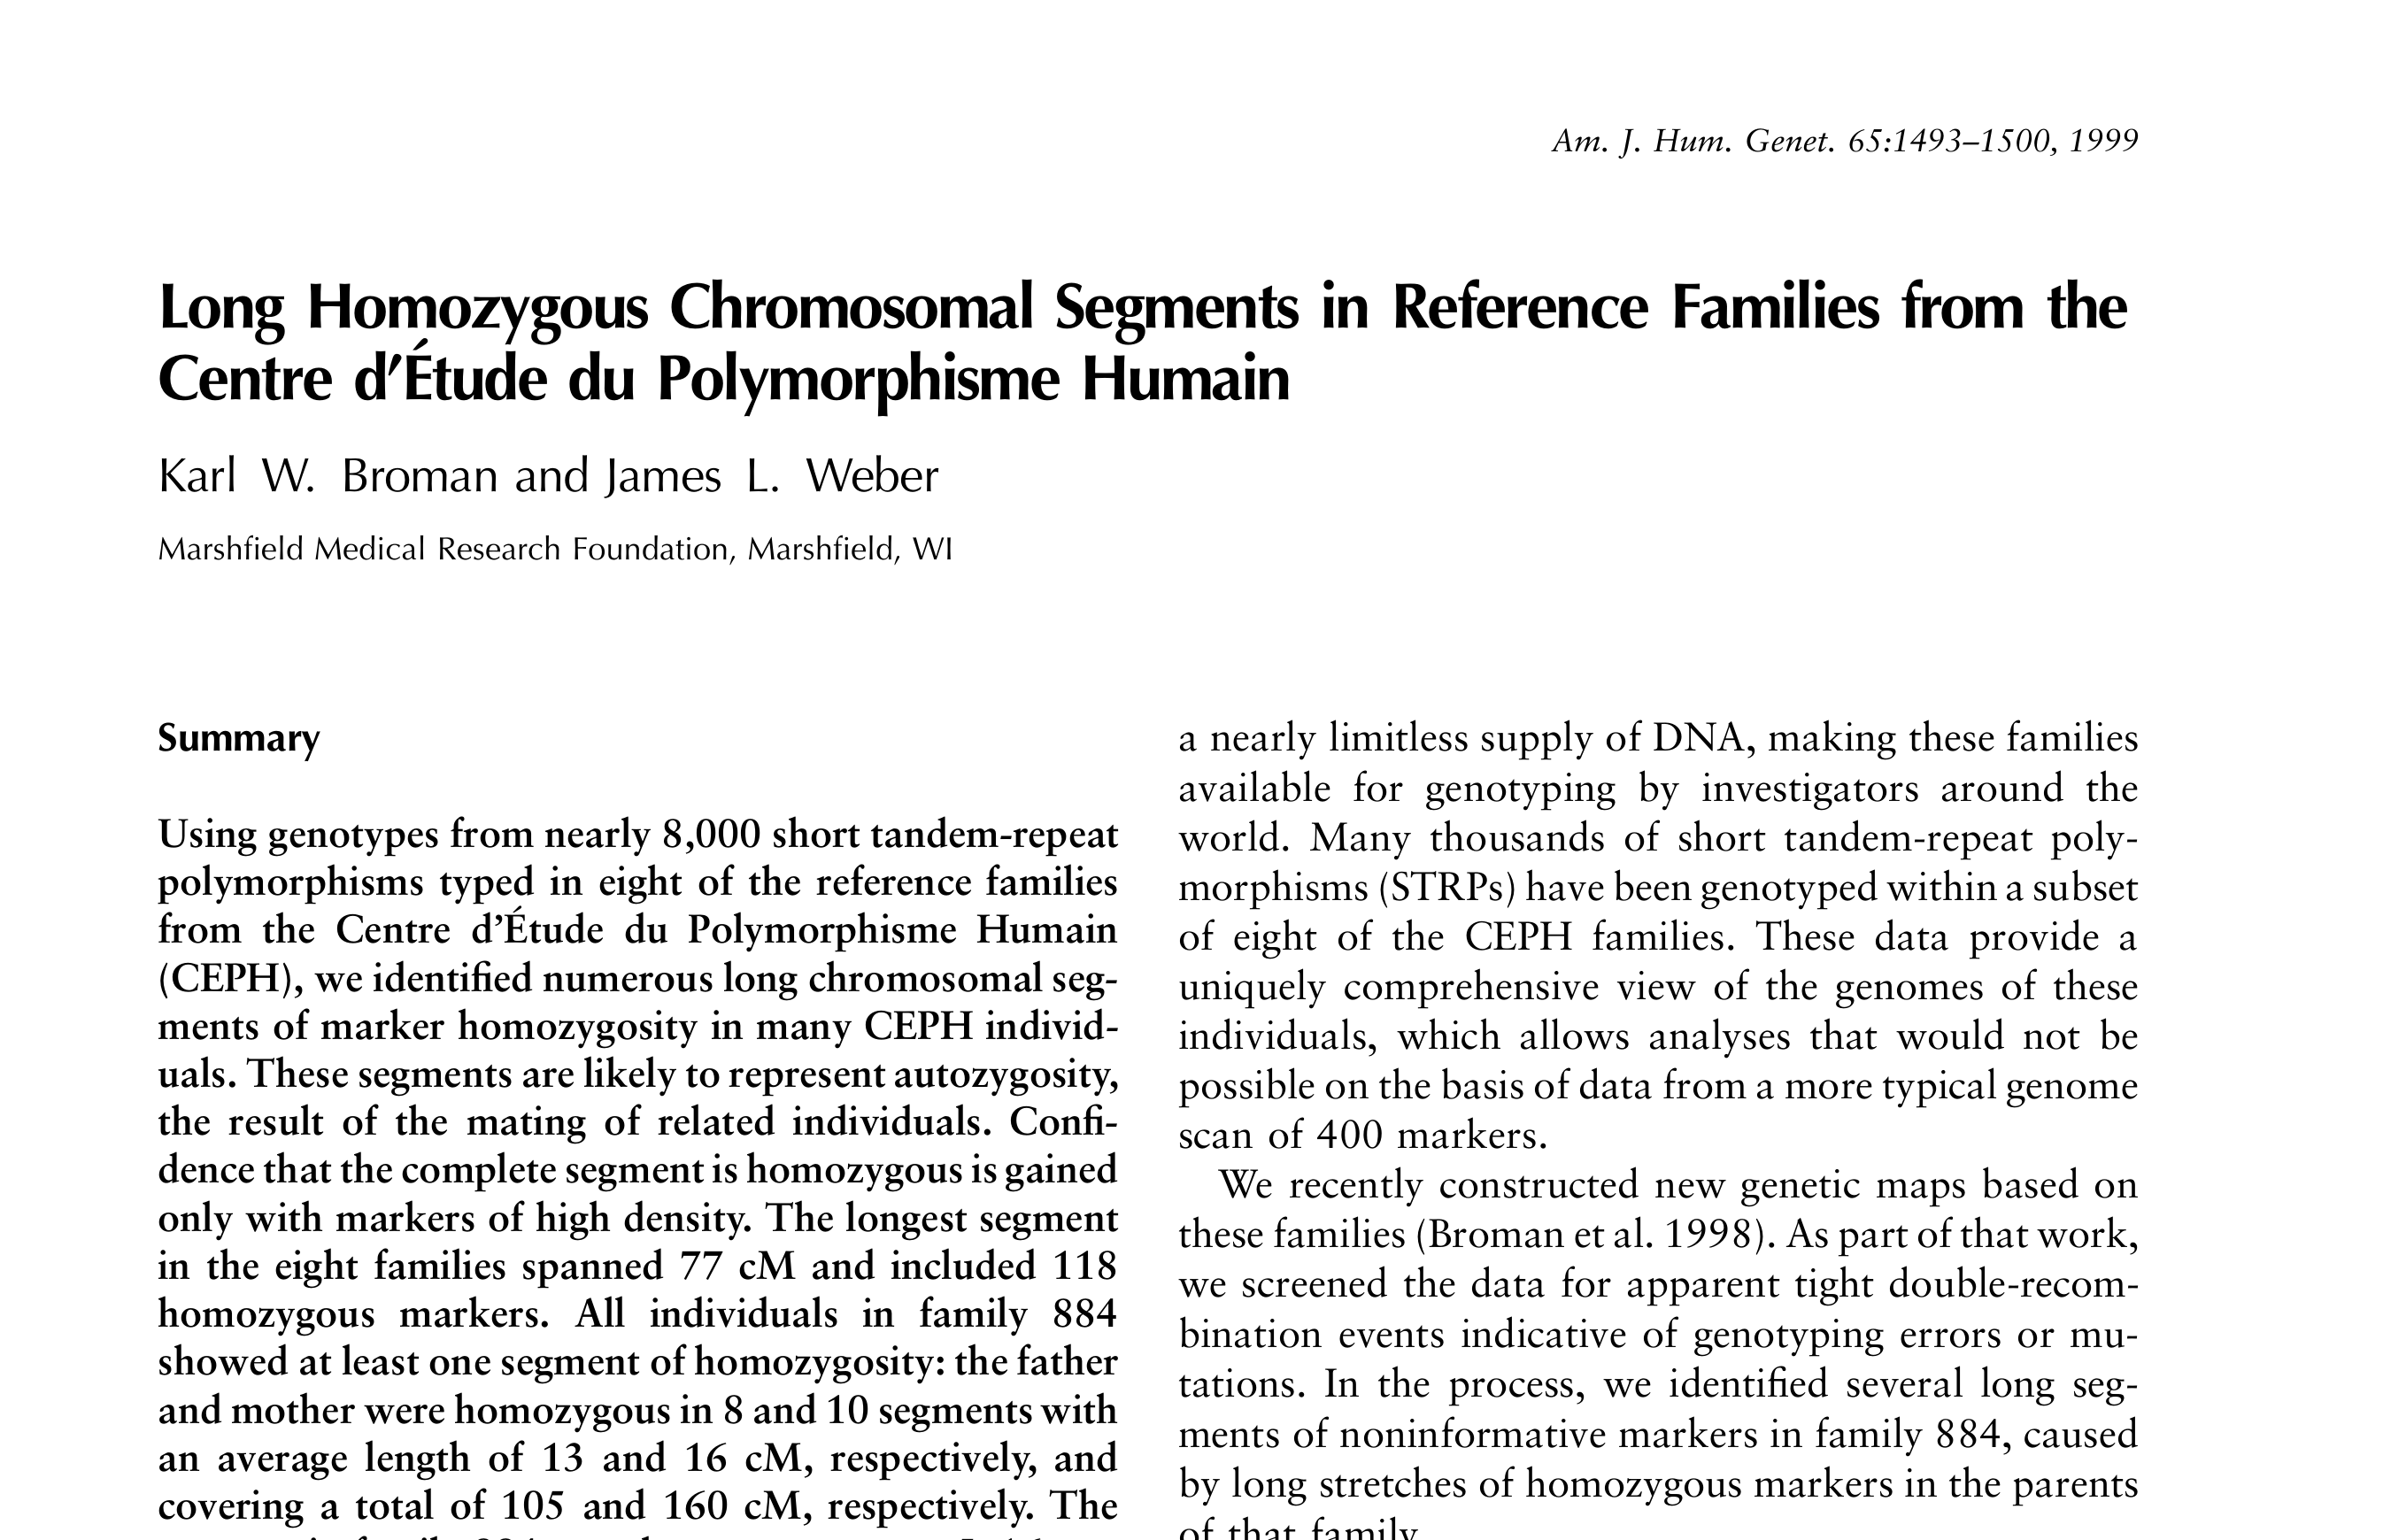 Am. J. Hum. Genet. 65:1493–1500, 1999
Long Homozygous Chromosomal Segments in Reference Families from the
Centre d’Étude du Polymorphisme Humain
Karl W. Broman and James L. Weber
Marshfield Medical Research Foundation, Marshfield, WI
Summary
Using genotypes from nearly 8,000 short tandem-repeat
polymorphisms typed in eight of the reference families
from the Centre d’Étude du Polymorphisme Humain
(CEPH), we identified numerous long chromosomal seg-
ments of marker homozygosity in many CEPH individ-
uals. These segments are likely to represent autozygosity,
the result of the mating of related individuals. Confi-
dence that the complete segment is homozygous is gained
only with markers of high density. The longest segment
in the eight families spanned 77 cM and included 118
homozygous markers. All individuals in family 884
showed at least one segment of homozygosity: the father
and mother were homozygous in 8 and 10 segments with
an average length of 13 and 16 cM, respectively, and
covering a total of 105 and 160 cM, respectively. The
a nearly limitless supply of DNA, making these families
available for genotyping by investigators around the
world. Many thousands of short tandem-repeat poly-
morphisms (STRPs) have been genotyped within a subset
of eight of the CEPH families. These data provide a
uniquely comprehensive view of the genomes of these
individuals, which allows analyses that would not be
possible on the basis of data from a more typical genome
scan of 400 markers.
We recently constructed new genetic maps based on
these families (Broman et al. 1998). As part of that work,
we screened the data for apparent tight double-recom-
bination events indicative of genotyping errors or mu-
tations. In the process, we identified several long seg-
ments of noninformative markers in family 884, caused
by long stretches of homozygous markers in the parents
of that family.